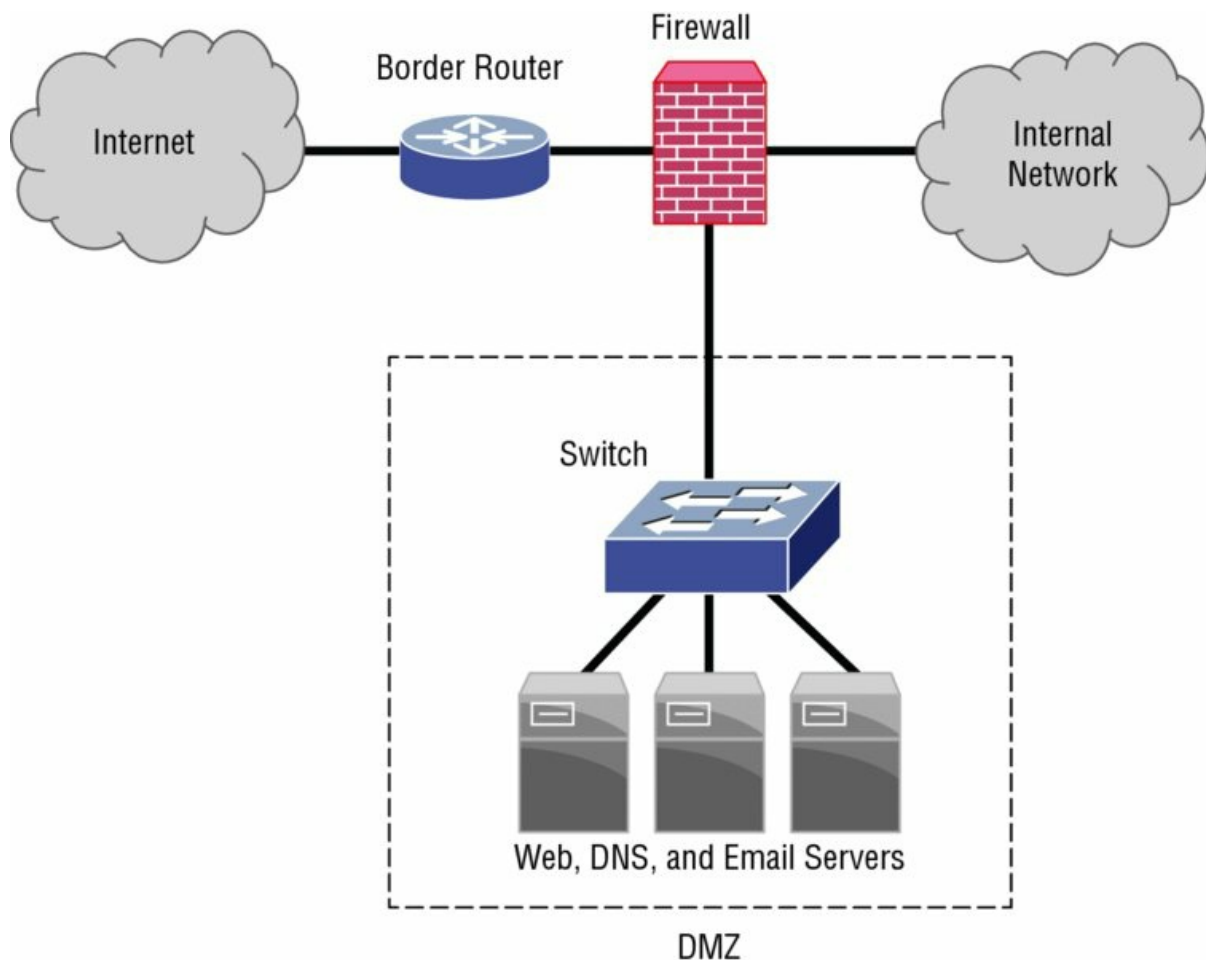 Firewall
Border Router
Internet
Internal
Network
Switch
Web, DNS, and Email Servers
DMZ